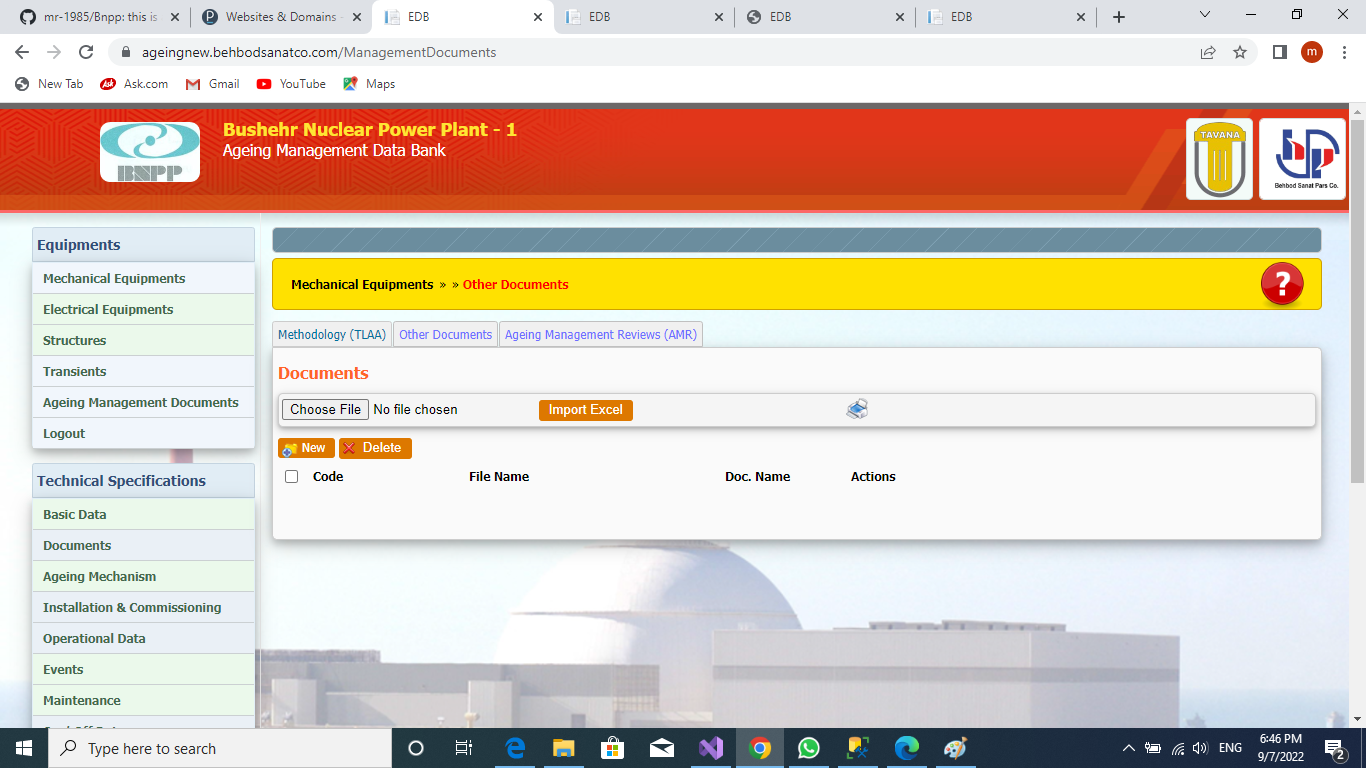 mr-1985/Bnpp: this is
Websites & Domains -
EDB
EDB
EDB
EDB
ageingnew.behbodsanatco.com/ManagementDocuments
m
New Tab
Ask
Ask.com
Gmail
YouTube
Maps
BNPP
Bushehr Nuclear Power Plant - 1
Ageing Management Data Bank
TAVANA
Behbod Sanat Pars Co.
Equipments
Mechanical Equipments
Electrical Equipments
Structures
Transients
Ageing Management Documents
Logout
Technical Specifications
Basic Data
Documents
Ageing Mechanism
Installation & Commissioning
Operational Data
Events
Maintenance
Mechanical Equipments » » Other Documents
?
Methodology (TLAA)
Other Documents
Ageing Management Reviews (AMR)
Documents
Choose File No file chosen
Import Excel
New
Delete
Code
File Name
Doc. Name
Actions
Type here to search
ENG
6:46 PM
9/7/2022
2